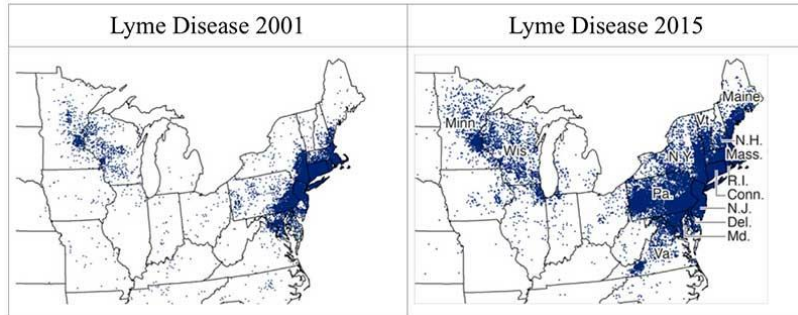 Lyme Disease 2001
Lyme Disease 2015
Maine
Vt.
Minn.
N.H.
Wis.
N.Y.
Mass.
R.I.
Pa.
Conn.
N.J.
Del.
Md.
Va.